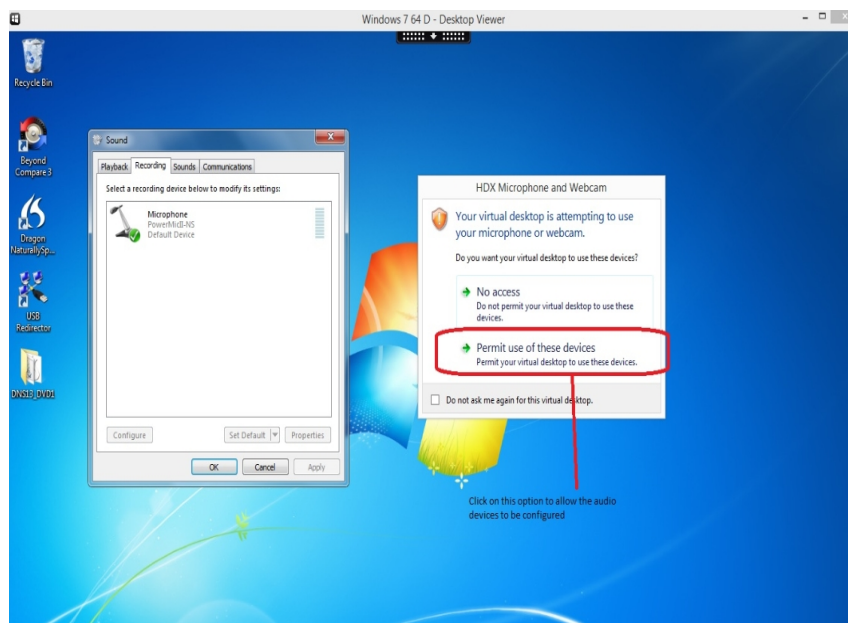 Windows 7 64 D - Desktop Viewer
Recycle Bin
Beyond
Compare 3
Dragon
NaturallySp...
USB
Redirector
DNS13_DVD1
Sound
Playback Recording Sounds Communications
Select a recording device below to modify its settings:
Microphone
PowerMicII-NS
Default Device
Configure Set Default Properties
OK Cancel Apply
HDX Microphone and Webcam
Your virtual desktop is attempting to use
your microphone or webcam.
Do you want your virtual desktop to use these devices?
No access
Do not permit your virtual desktop to use these
devices.
Permit use of these devices
Permit your virtual desktop to use these devices.
Do not ask me again for this virtual desktop.
Click on this option to allow the audio
devices to be configured